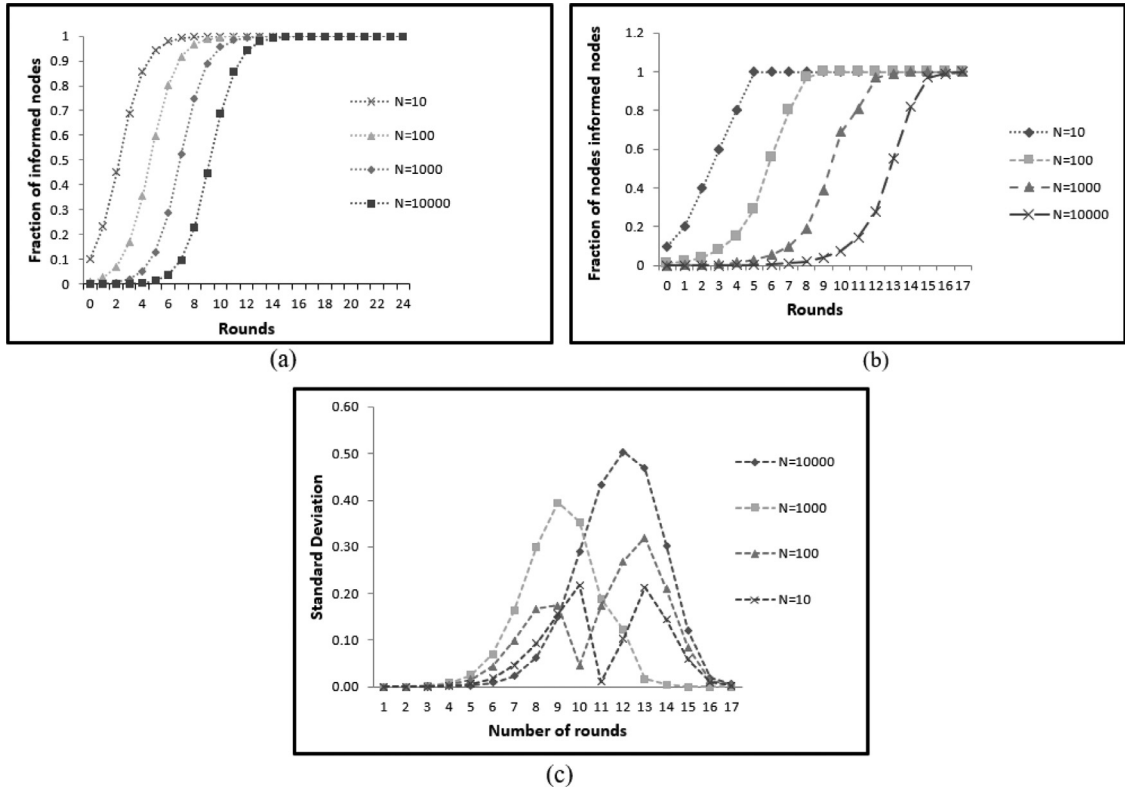 Fraction of informed nodes
1
0.9
0.8
0.7
0.6
0.5
0.4
0.3
0.2
0.1
0
0 2 4 6 8 10 12 14 16 18 20 22 24
Rounds
N=10
N=100
N=1000
N=10000
(a)
Fraction of nodes informed nodes
1.2
1
0.8
0.6
0.4
0.2
0
0 1 2 3 4 5 6 7 8 9 10 11 12 13 14 15 16 17
Rounds
N=10
N=100
N=1000
N=10000
(b)
Standard Deviation
0.60
0.50
0.40
0.30
0.20
0.10
0.00
1 2 3 4 5 6 7 8 9 10 11 12 13 14 15 16 17
Number of rounds
N=10000
N=1000
N=100
N=10
(c)